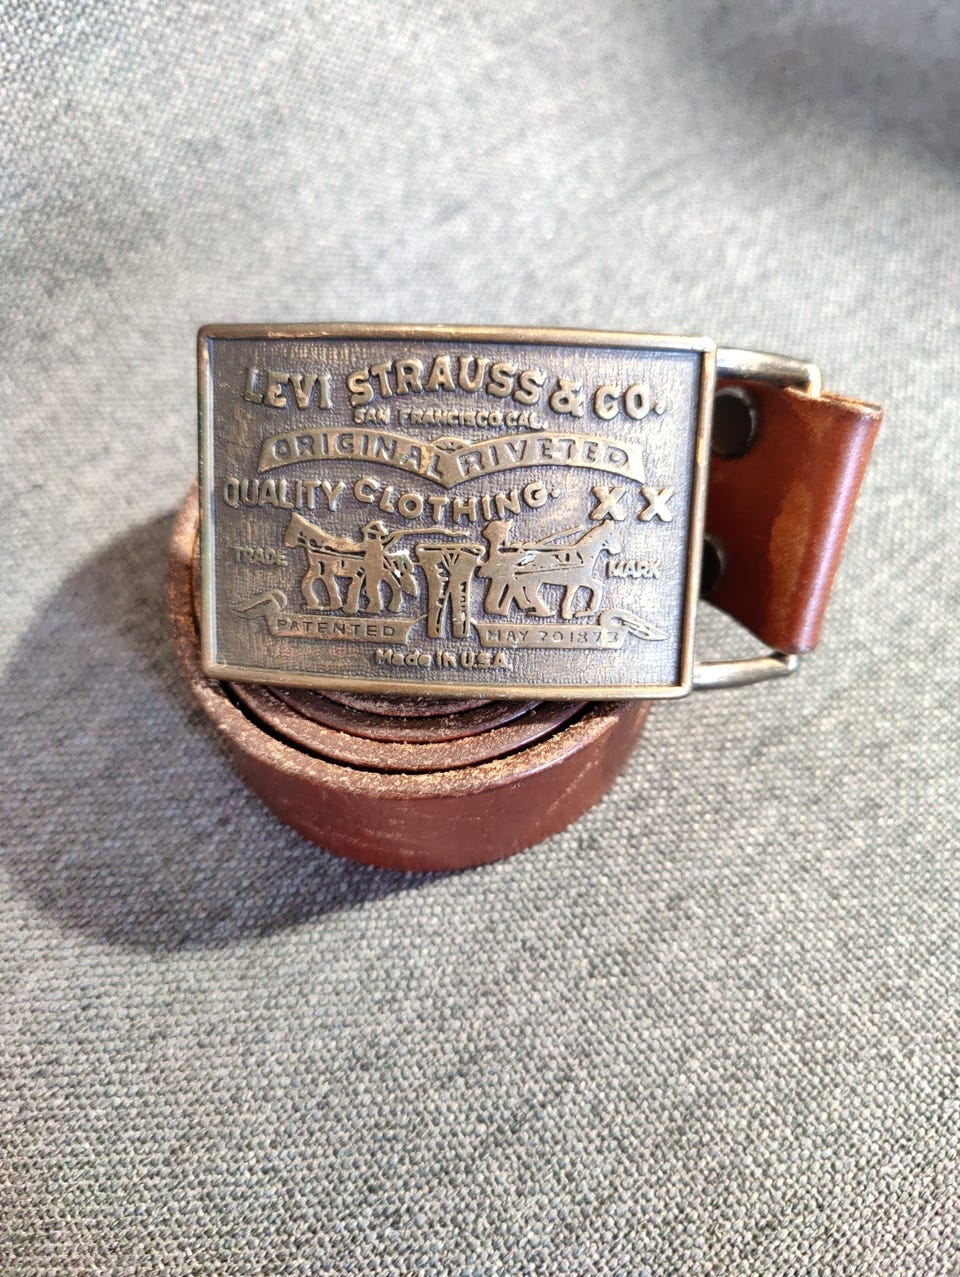 LEVI STRAUSS & CO.
SAN FRANCISCO. CAL.
ORIGINAL RIVETED
QUALITY CLOTHING. XX
TRADE MARK
PATENTED MAY 20 1873
Made IN U.S.A.